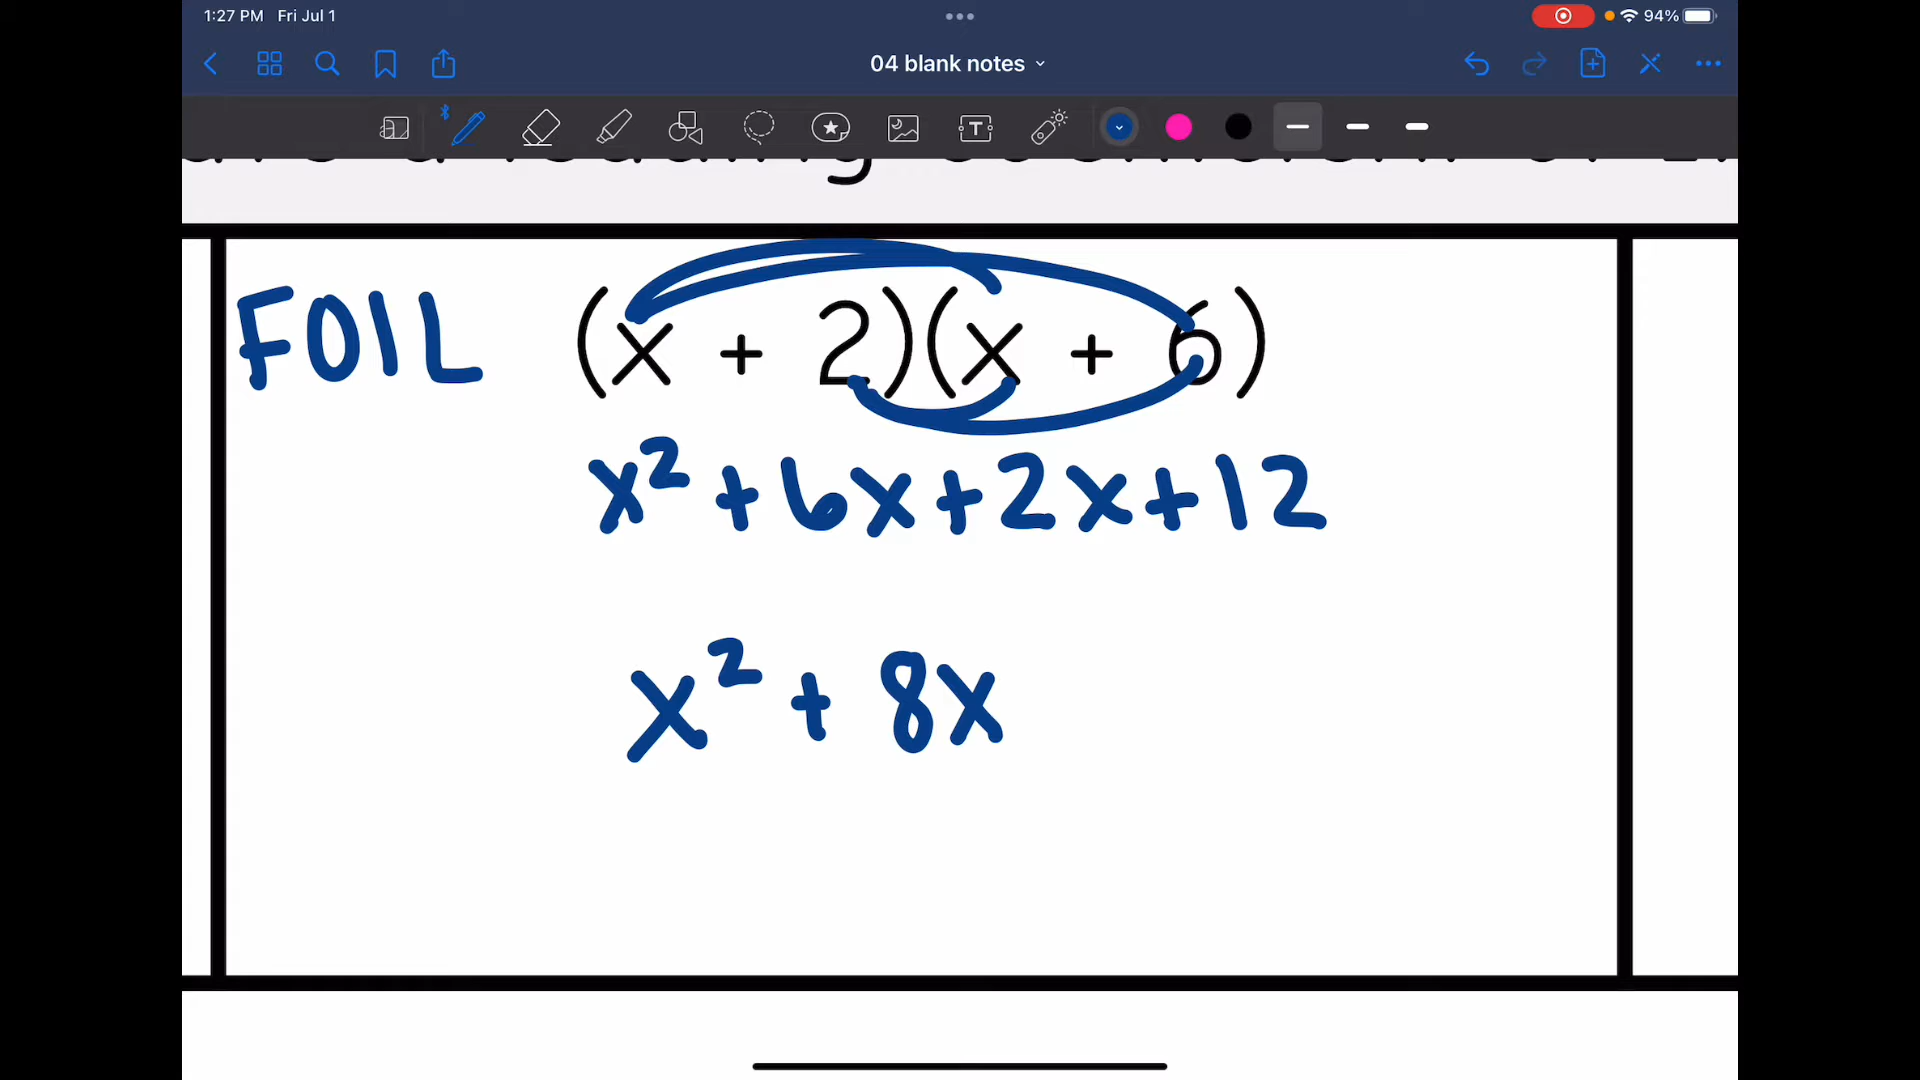 1:27 PM Fri Jul 1
94%
04 blank notes
FOIL (x + 2)(x + 6)
x² + 6x + 2x + 12
x² + 8x